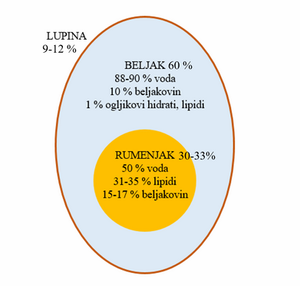 LUPINA
9-12 %
BELJAK 60 %
88-90 % voda
10 % beljakovin
1 % ogljikovi hidrati, lipidi
RUMENJAK 30-33%
50 % voda
31-35 % lipidi
15-17 % beljakovin